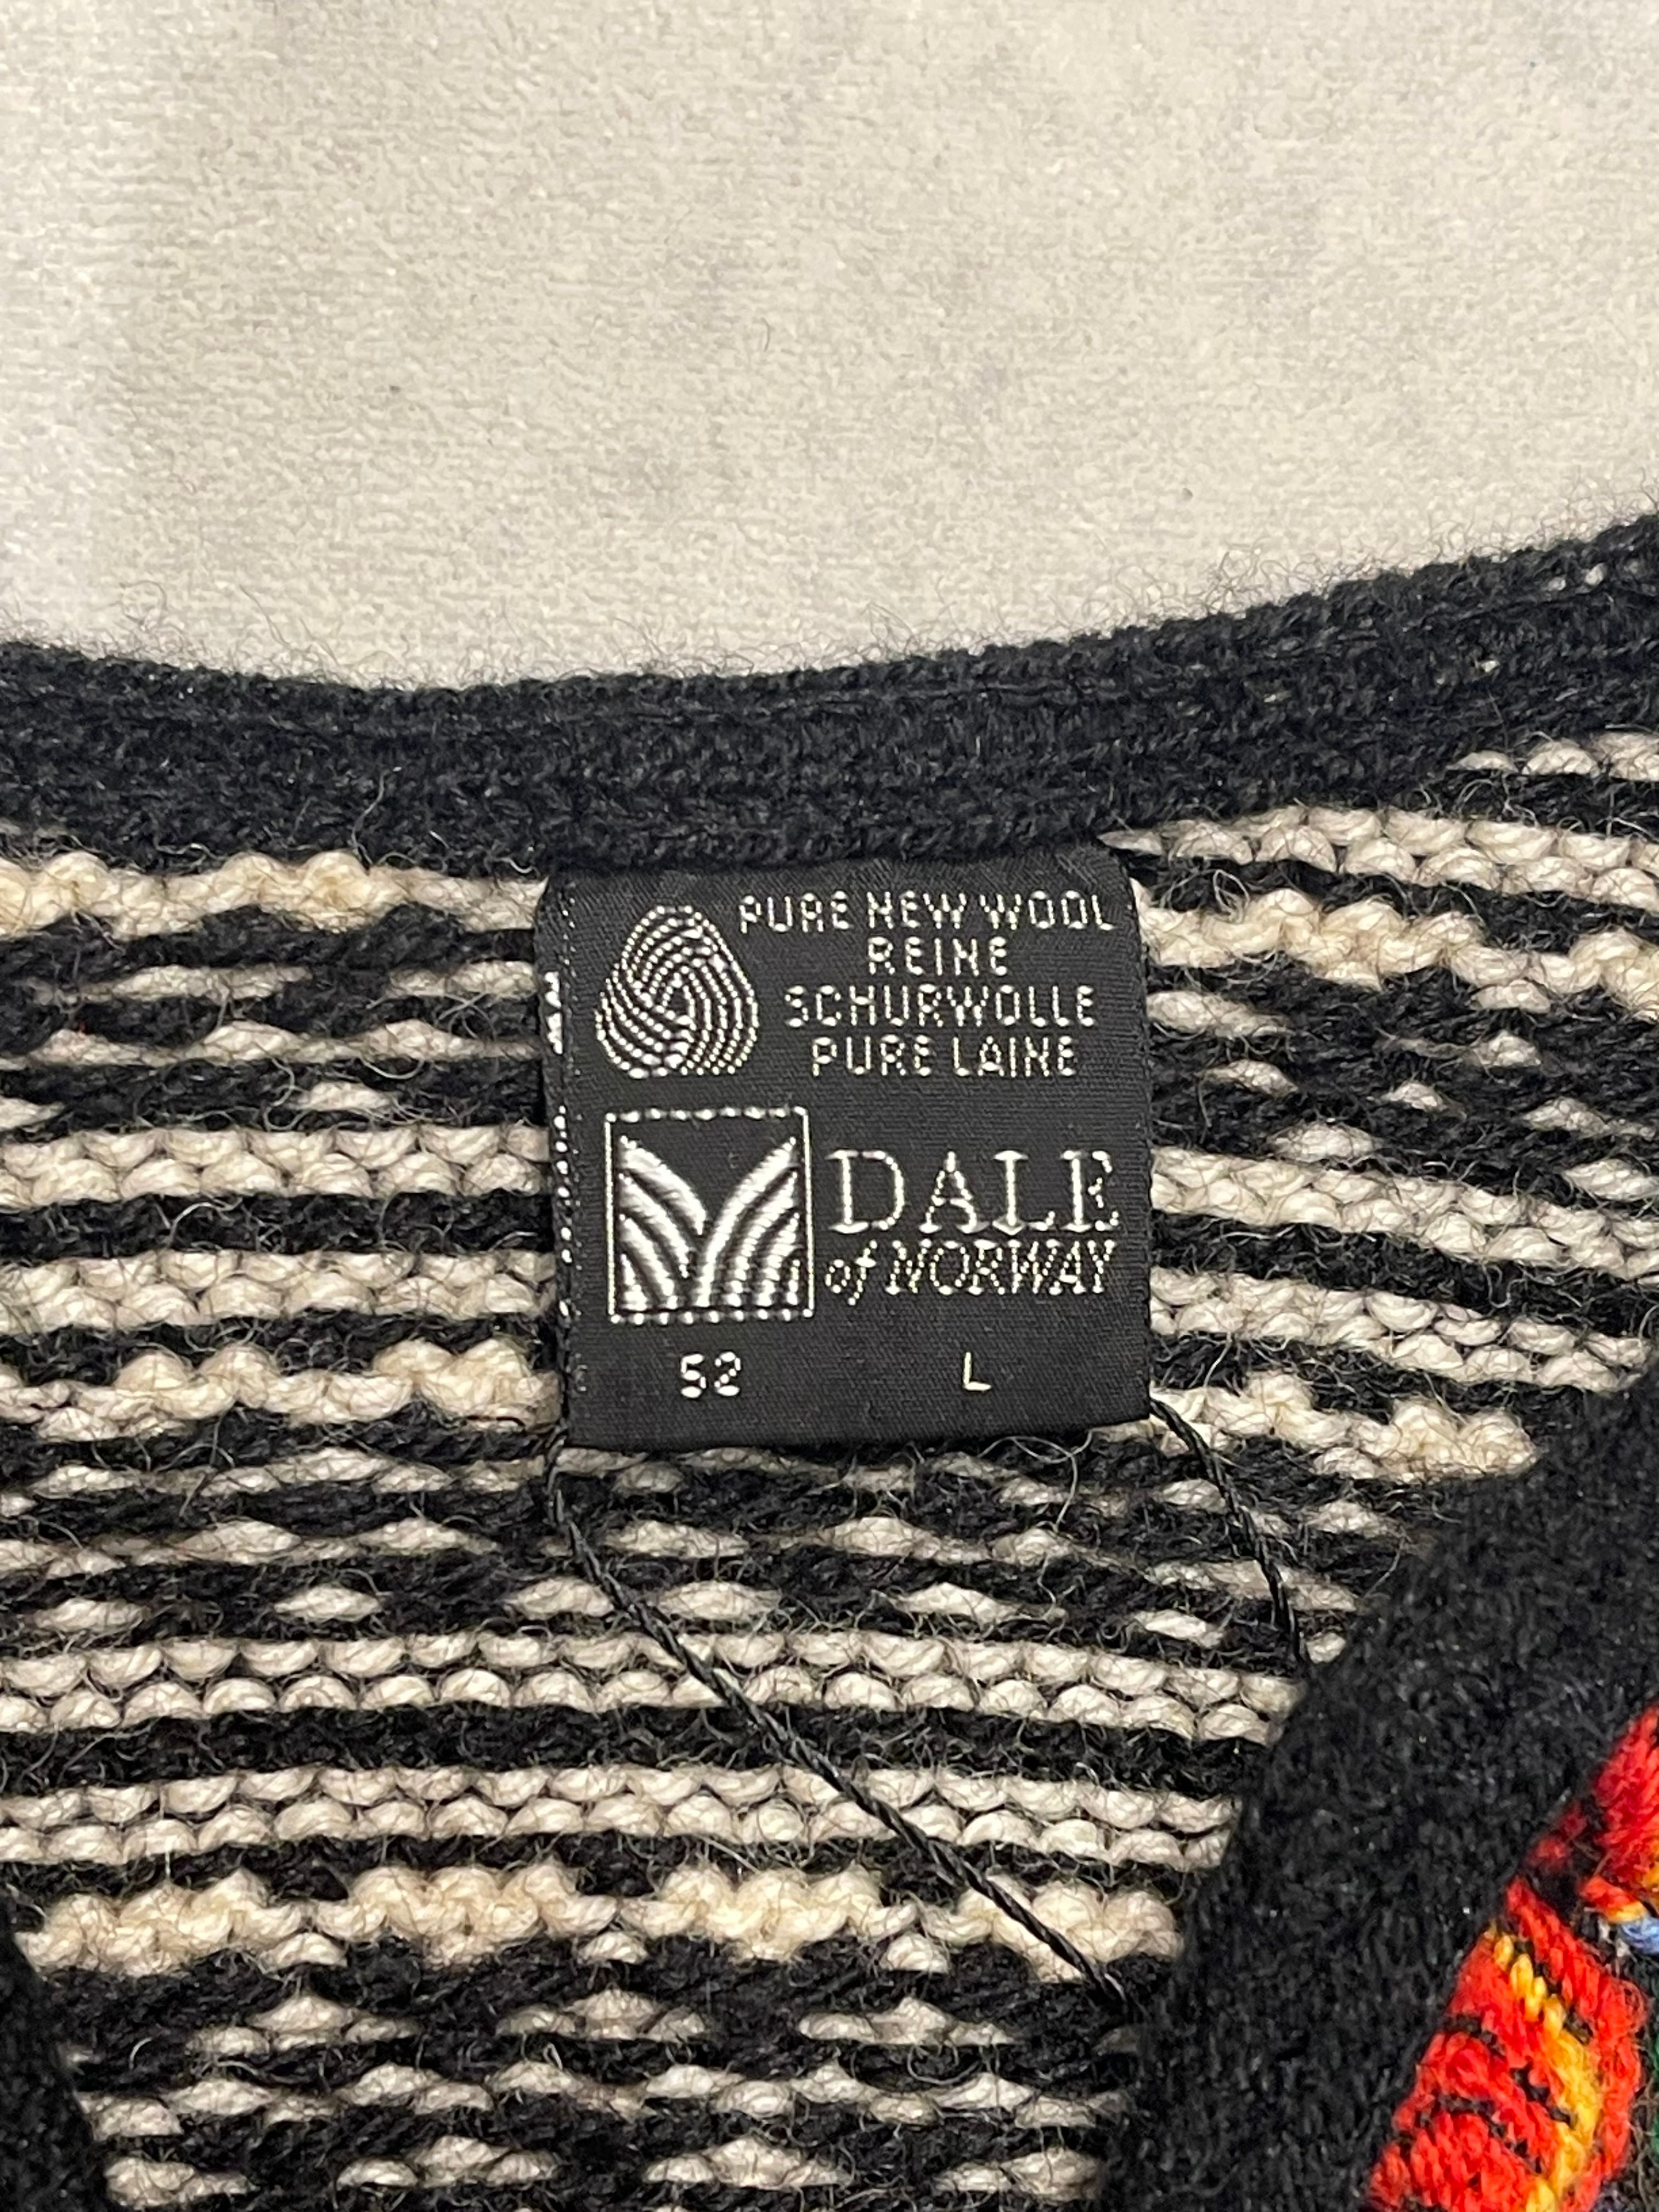 PURE NEW WOOL
REINE
SCHURWOLLE
PURE LAINE
DALE
of NORWAY
52 L